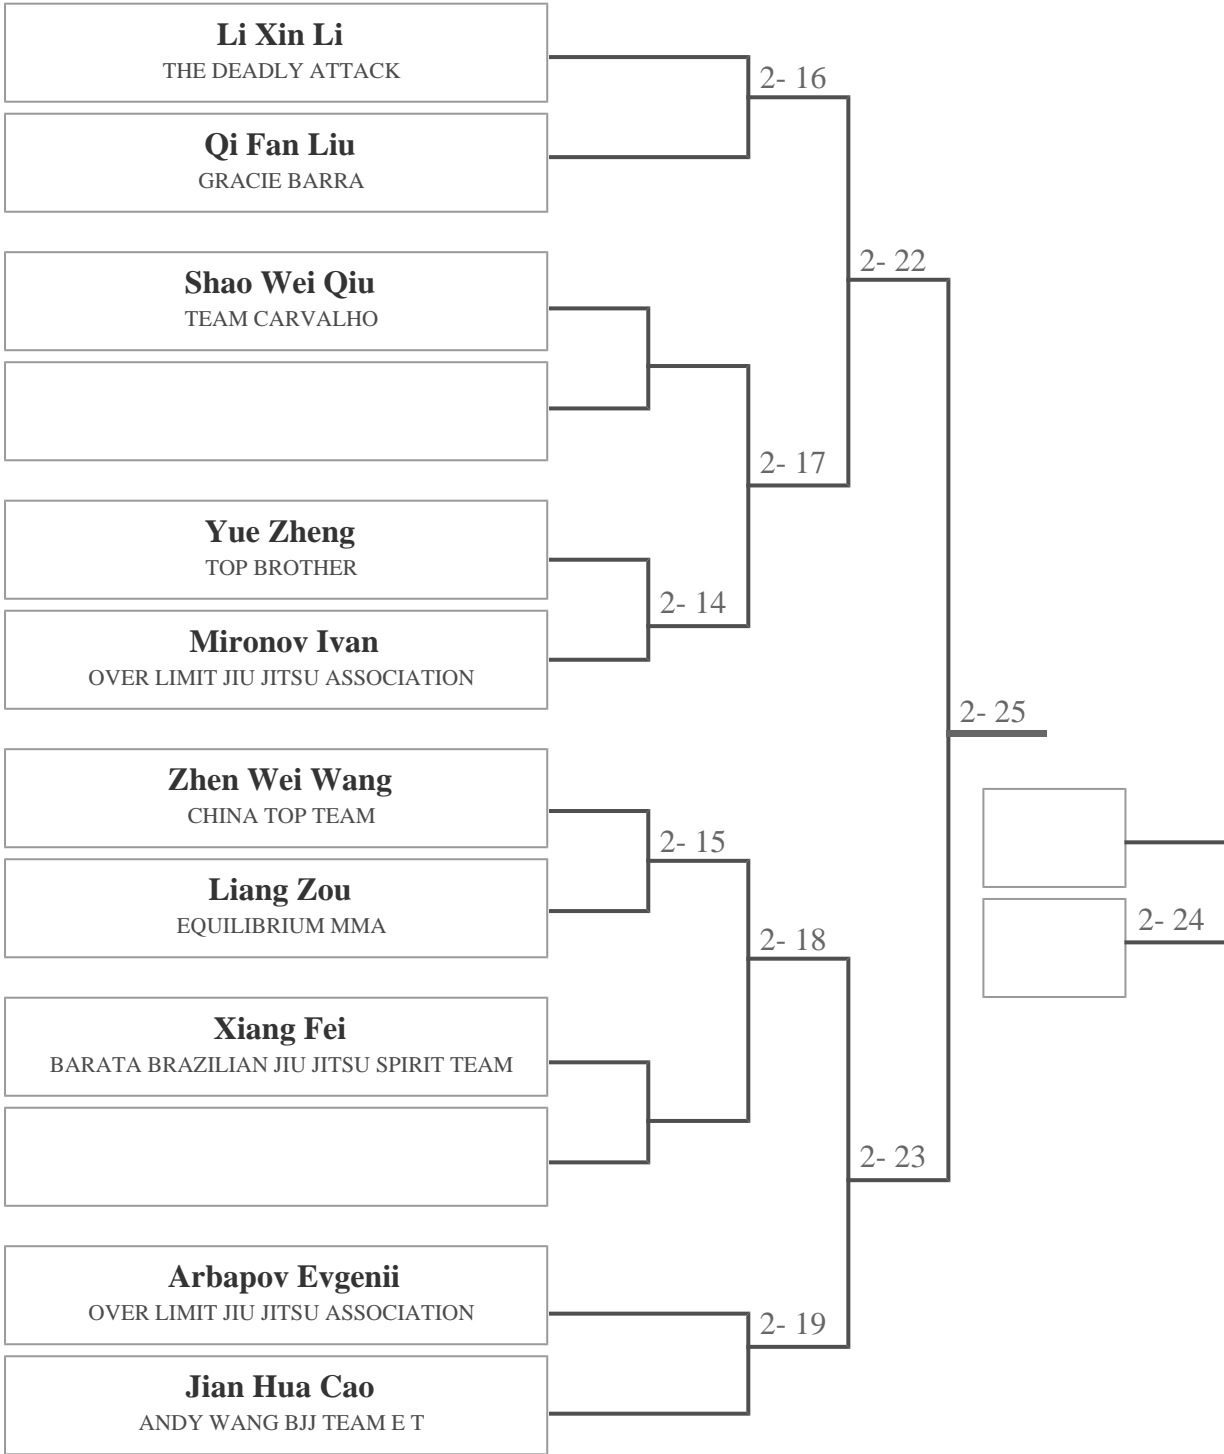 Li Xin Li
THE DEADLY ATTACK
2- 16
Qi Fan Liu
GRACIE BARRA
2- 22
Shao Wei Qiu
TEAM CARVALHO
2- 17
Yue Zheng
TOP BROTHER
2- 14
Mironov Ivan
OVER LIMIT JIU JITSU ASSOCIATION
2- 25
Zhen Wei Wang
CHINA TOP TEAM
2- 15
Liang Zou
EQUILIBRIUM MMA
2- 24
2- 18
Xiang Fei
BARATA BRAZILIAN JIU JITSU SPIRIT TEAM
2- 23
Arbapov Evgenii
OVER LIMIT JIU JITSU ASSOCIATION
2- 19
Jian Hua Cao
ANDY WANG BJJ TEAM E T